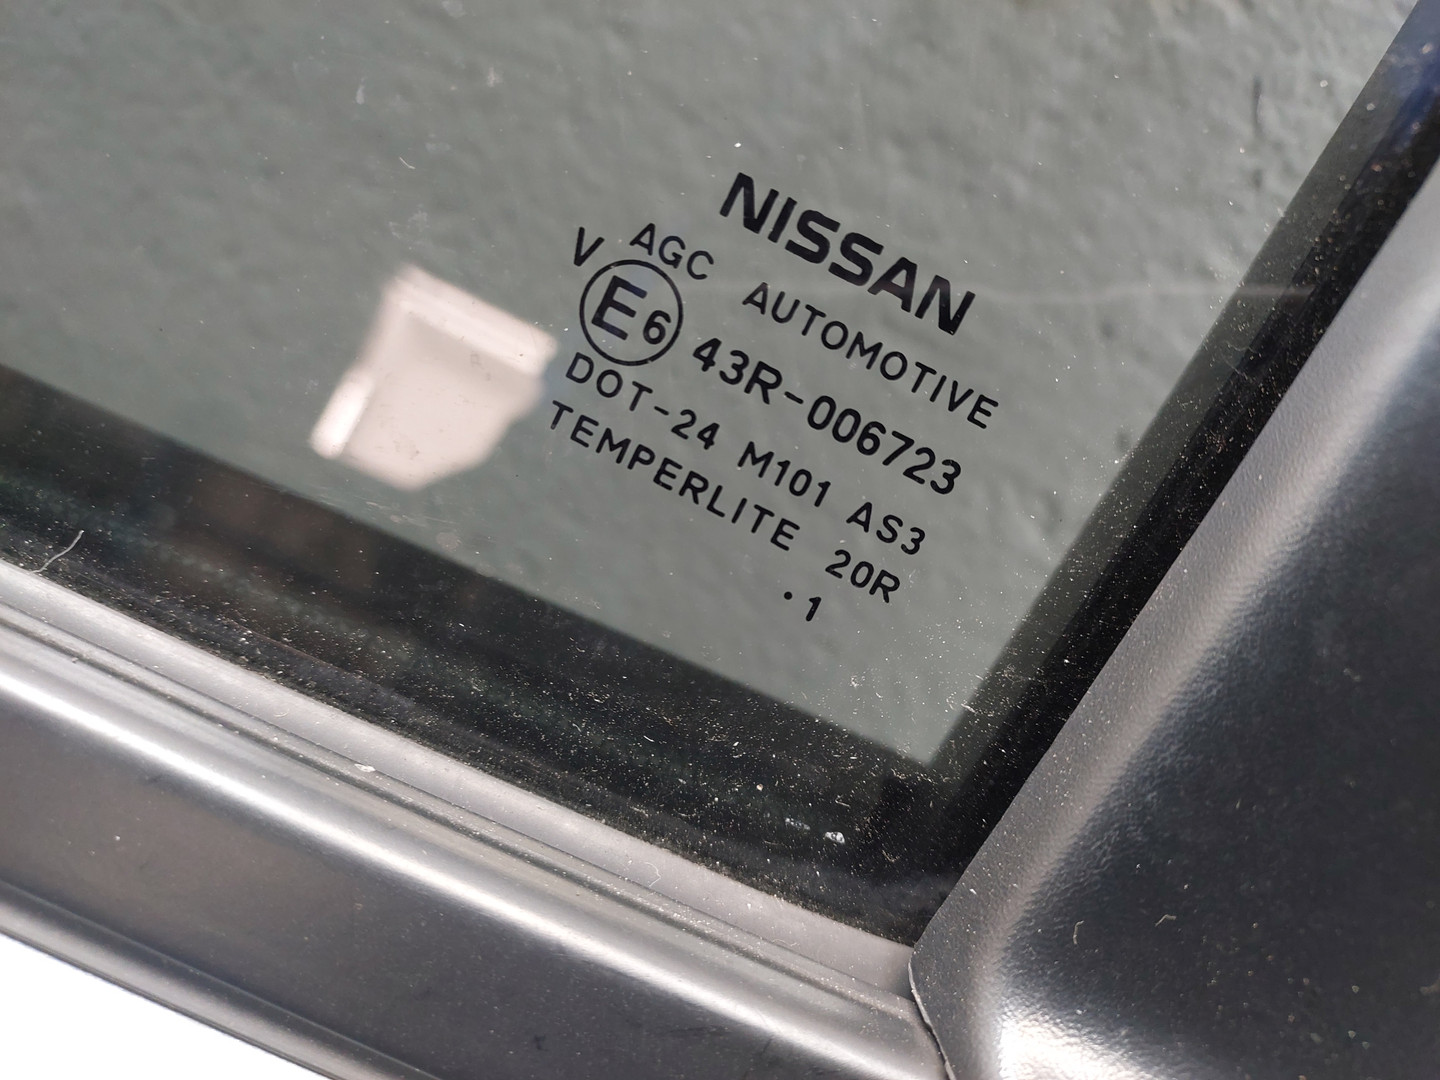 NISSAN
AGC AUTOMOTIVE
V E6 43R-006723
DOT-24 M101 AS3
TEMPERLITE 20R
.1